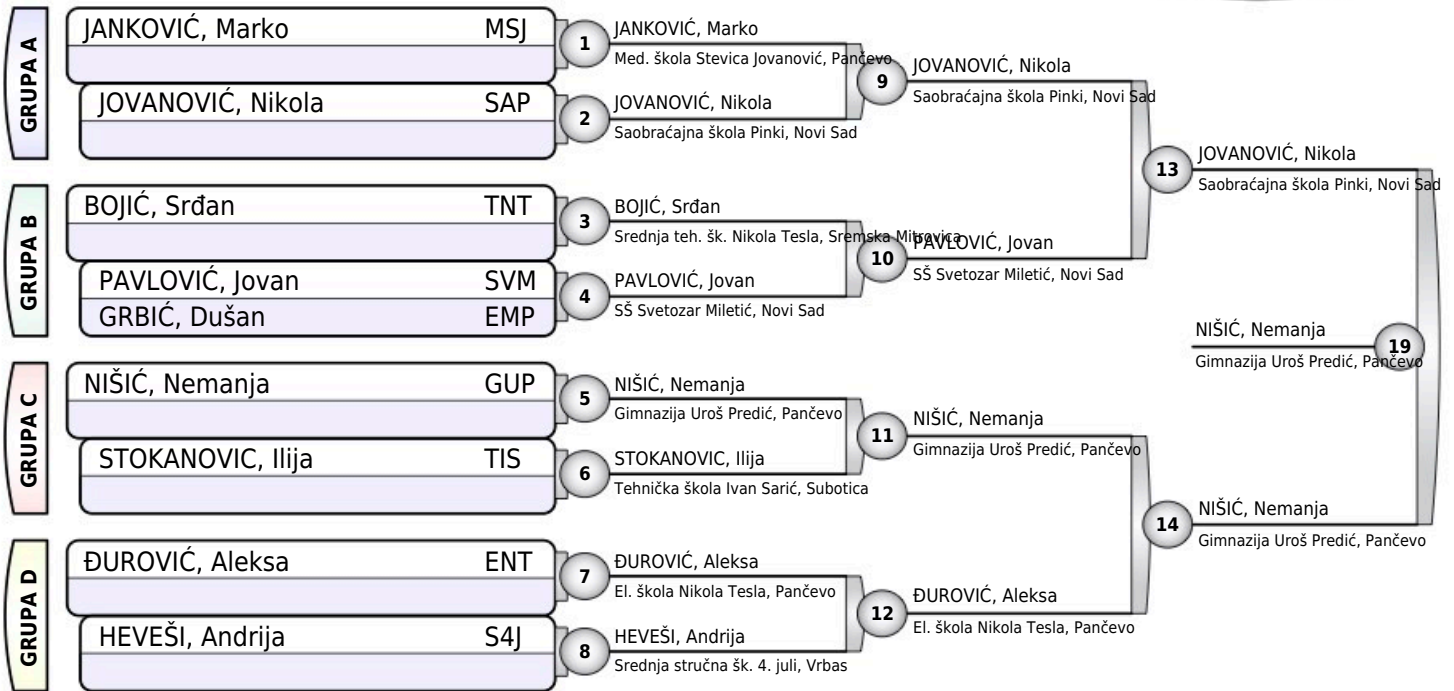 GRUPA A
JANKOVIĆ, Marko MSJ
JOVANOVIĆ, Nikola SAP
GRUPA B
BOJIĆ, Srđan TNT
PAVLOVIĆ, Jovan SVM
GRBIĆ, Dušan EMP
GRUPA C
NIŠIĆ, Nemanja GUP
STOKANOVIC, Ilija TIS
GRUPA D
ĐUROVIĆ, Aleksa ENT
HEVEŠI, Andrija S4J
1
JANKOVIĆ, Marko
Med. škola Stevica Jovanović, Pančevo
2
JOVANOVIĆ, Nikola
Saobraćajna škola Pinki, Novi Sad
3
BOJIĆ, Srđan
Srednja teh. šk. Nikola Tesla, Sremska Mitrovica
4
PAVLOVIĆ, Jovan
SŠ Svetozar Miletić, Novi Sad
5
NIŠIĆ, Nemanja
Gimnazija Uroš Predić, Pančevo
6
STOKANOVIC, Ilija
Tehnička škola Ivan Sarić, Subotica
7
ĐUROVIĆ, Aleksa
El. škola Nikola Tesla, Pančevo
8
HEVEŠI, Andrija
Srednja stručna šk. 4. juli, Vrbas
9
JOVANOVIĆ, Nikola
Saobraćajna škola Pinki, Novi Sad
10
PAVLOVIĆ, Jovan
SŠ Svetozar Miletić, Novi Sad
11
NIŠIĆ, Nemanja
Gimnazija Uroš Predić, Pančevo
12
ĐUROVIĆ, Aleksa
El. škola Nikola Tesla, Pančevo
13
JOVANOVIĆ, Nikola
Saobraćajna škola Pinki, Novi Sad
14
NIŠIĆ, Nemanja
Gimnazija Uroš Predić, Pančevo
19
NIŠIĆ, Nemanja
Gimnazija Uroš Predić, Pančevo